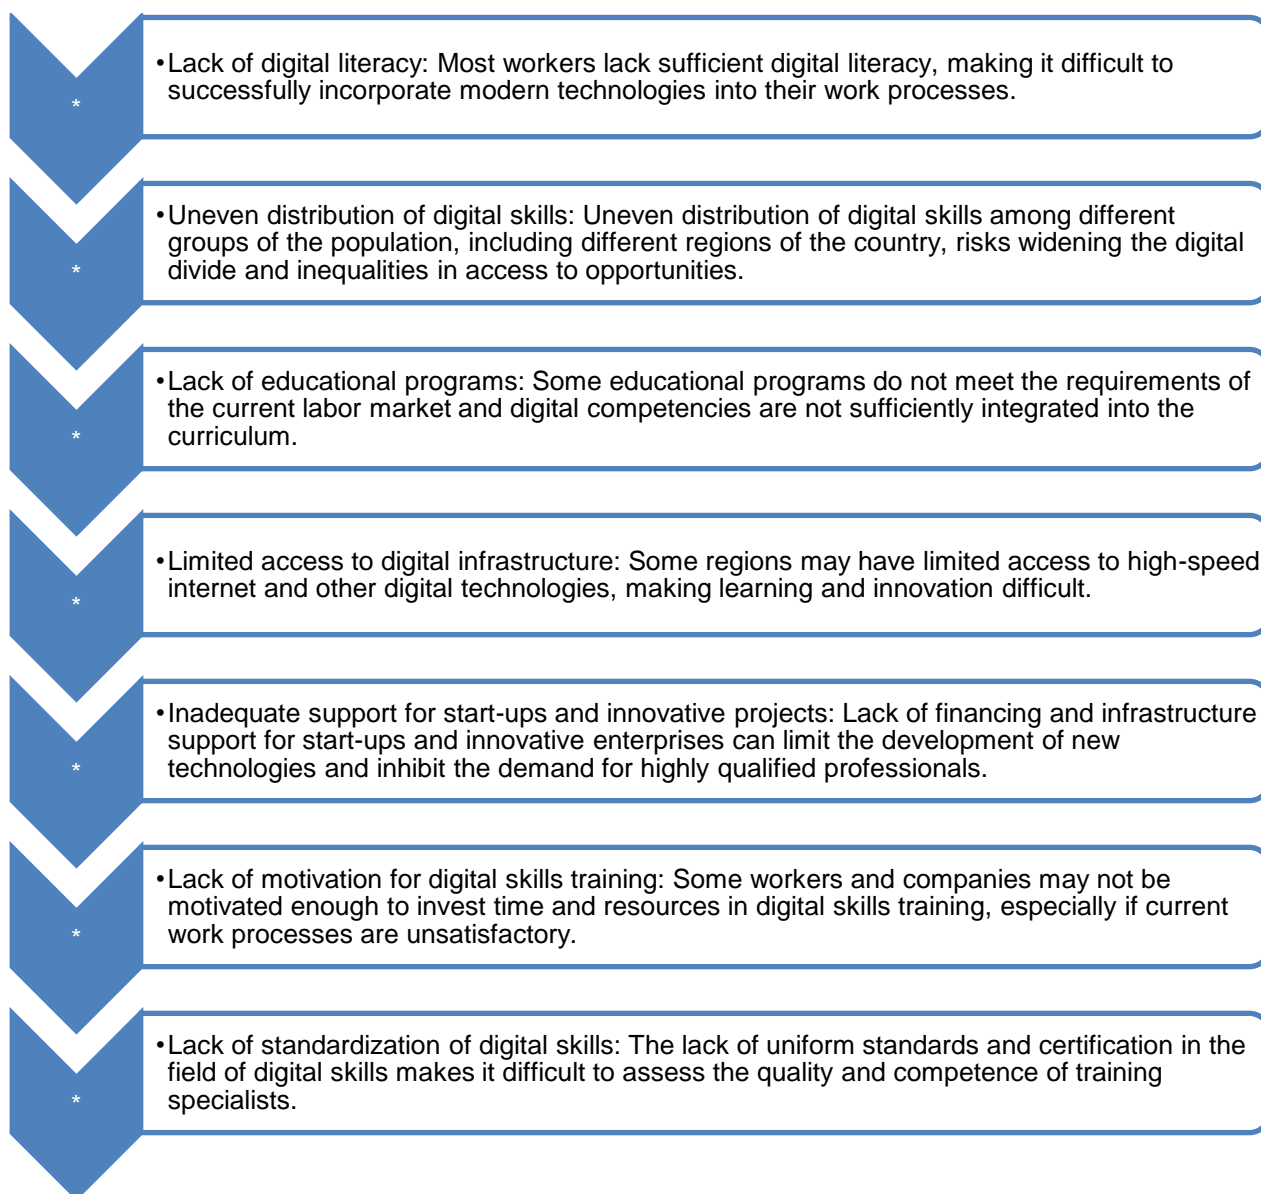 *
•Lack of digital literacy: Most workers lack sufficient digital literacy, making it difficult to
successfully incorporate modern technologies into their work processes.
*
•Uneven distribution of digital skills: Uneven distribution of digital skills among different
groups of the population, including different regions of the country, risks widening the digital
divide and inequalities in access to opportunities.
*
•Lack of educational programs: Some educational programs do not meet the requirements of
the current labor market and digital competencies are not sufficiently integrated into the
curriculum.
*
•Limited access to digital infrastructure: Some regions may have limited access to high-speed
internet and other digital technologies, making learning and innovation difficult.
*
•Inadequate support for start-ups and innovative projects: Lack of financing and infrastructure
support for start-ups and innovative enterprises can limit the development of new
technologies and inhibit the demand for highly qualified professionals.
*
•Lack of motivation for digital skills training: Some workers and companies may not be
motivated enough to invest time and resources in digital skills training, especially if current
work processes are unsatisfactory.
*
•Lack of standardization of digital skills: The lack of uniform standards and certification in the
field of digital skills makes it difficult to assess the quality and competence of training
specialists.
*